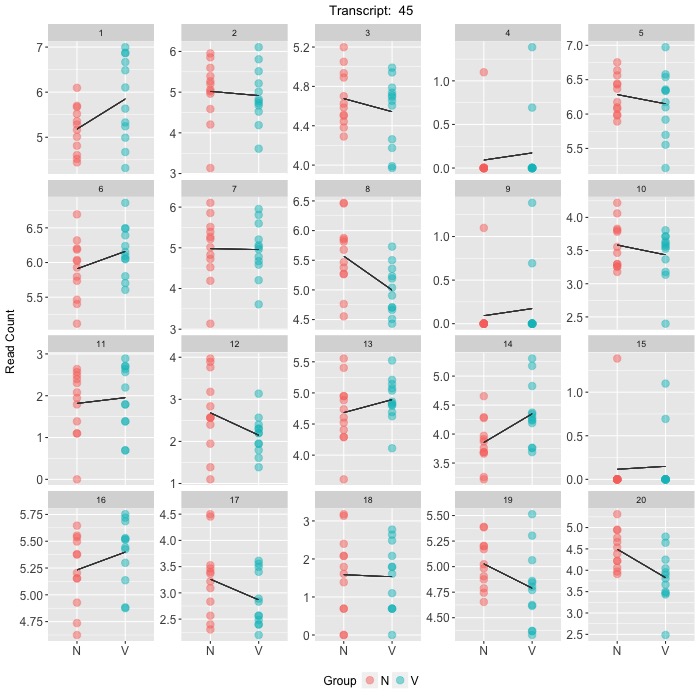 Transcript: 45
1 2 3 4 5
7 6 5
6 5 4 3
5.2 4.8 4.4 4.0
1.0 0.5 0.0
7.0 6.5 6.0 5.5
6 7 8 9 10
6.5 6.0 5.5
6 5 4 3
6.5 6.0 5.5 5.0 4.5
1.0 0.5 0.0
4.0 3.5 3.0 2.5
Read Count
11 12 13 14 15
3 2 1 0
4 3 2 1
5.5 5.0 4.5 4.0
5.0 4.5 4.0 3.5
1.0 0.5 0.0
16 17 18 19 20
5.75 5.50 5.25 5.00 4.75
4.5 4.0 3.5 3.0 2.5
3 2 1 0
5.50 5.25 5.00 4.75 4.50
5.0 4.5 4.0 3.5 3.0 2.5
N V N V N V N V N V
Group N V